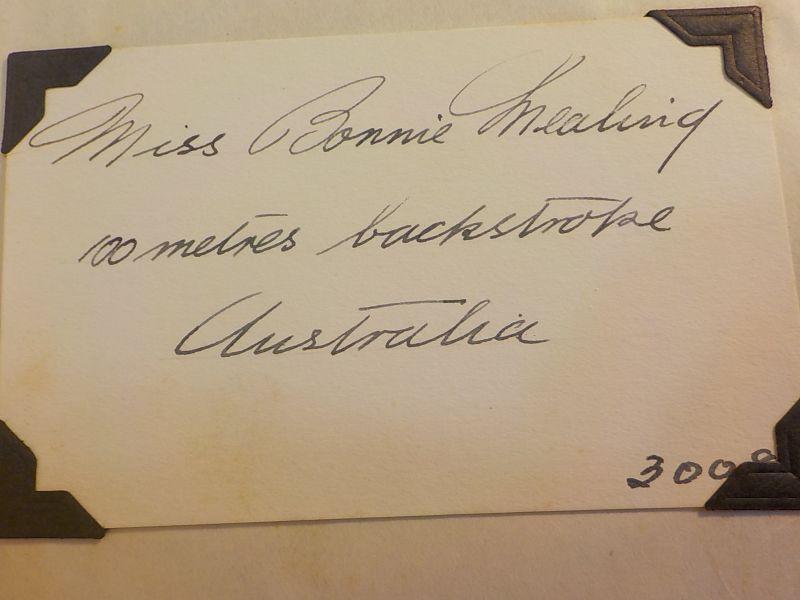 Miss Bonnie Mealing
100 metres backstroke
Australia
300